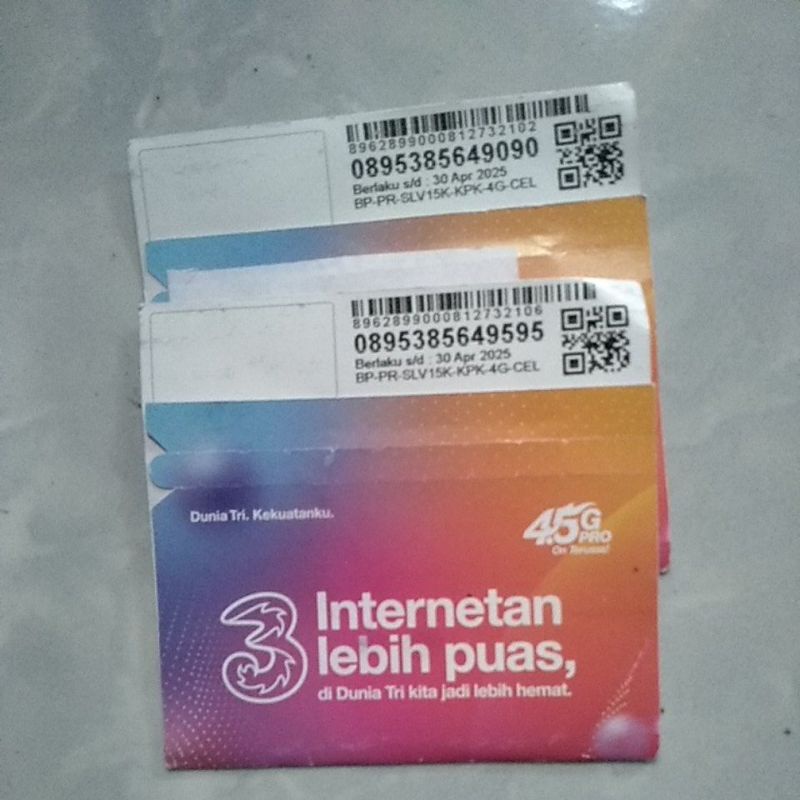 8962899000812732102
0895385649090
Berlaku s/d : 30 Apr 2025
BP-PR-SLV15K-KPK-4G-CEL
8962899000812732106
0895385649595
Berlaku s/d : 30 Apr 2025
BP-PR-SLV15K-KPK-4G-CEL
Dunia Tri. Kekuatanku.
4.5G
PRO
On Terusss!
3
Internetan
lebih puas,
di Dunia Tri kita jadi lebih hemat.